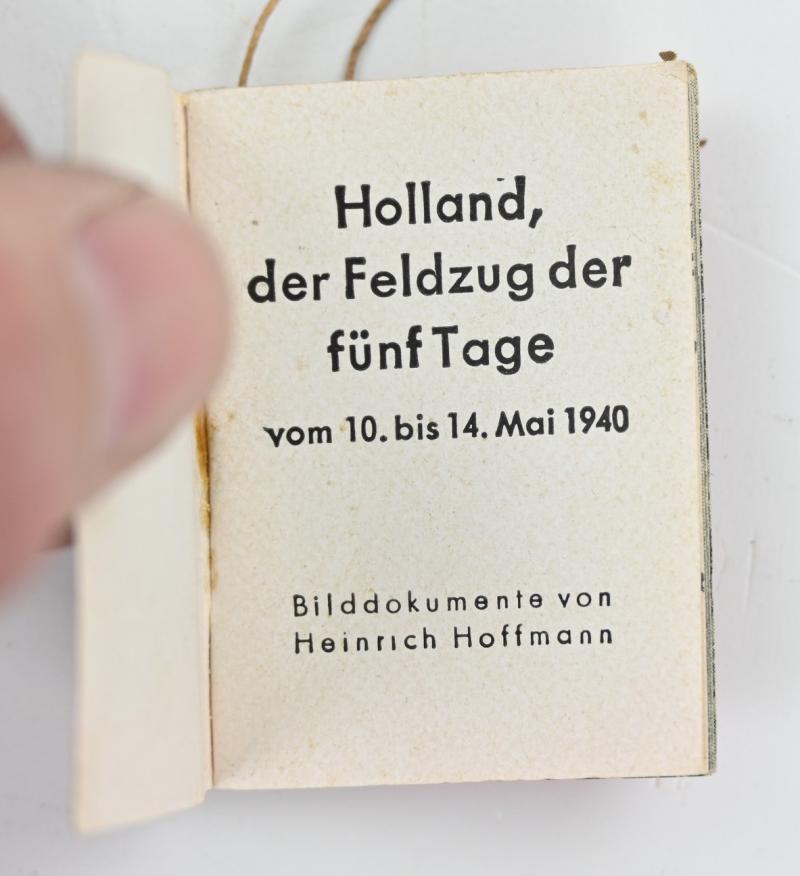 Holland,
der Feldzug der
fünf Tage
vom 10. bis 14. Mai 1940
Bilddokumente von
Heinrich Hoffmann